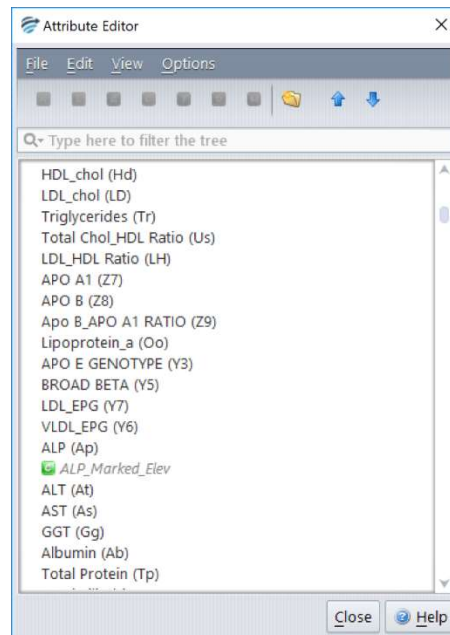 Attribute Editor
File Edit View Options
Type here to filter the tree
HDL_chol (Hd)
LDL_chol (LD)
Triglycerides (Tr)
Total Chol_HDL Ratio (Us)
LDL_HDL Ratio (LH)
APO A1 (Z7)
APO B (Z8)
Apo B_APO A1 RATIO (Z9)
Lipoprotein_a (Oo)
APO E GENOTYPE (Y3)
BROAD BETA (Y5)
LDL_EPG (Y7)
VLDL_EPG (Y6)
ALP (Ap)
ALP_Marked_Elev
ALT (At)
AST (As)
GGT (Gg)
Albumin (Ab)
Total Protein (Tp)
Close Help